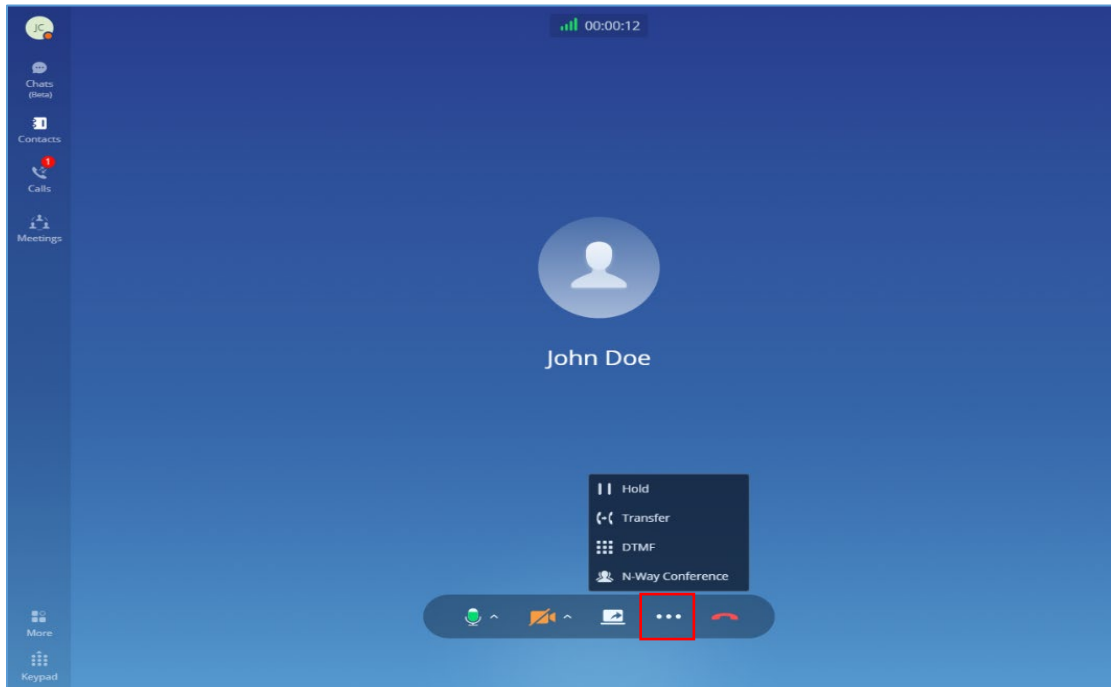 JC
00:00:12
Chats
(Beta)
Contacts
1
Calls
Meetings
John Doe
Hold
Transfer
DTMF
N-Way Conference
More
Keypad